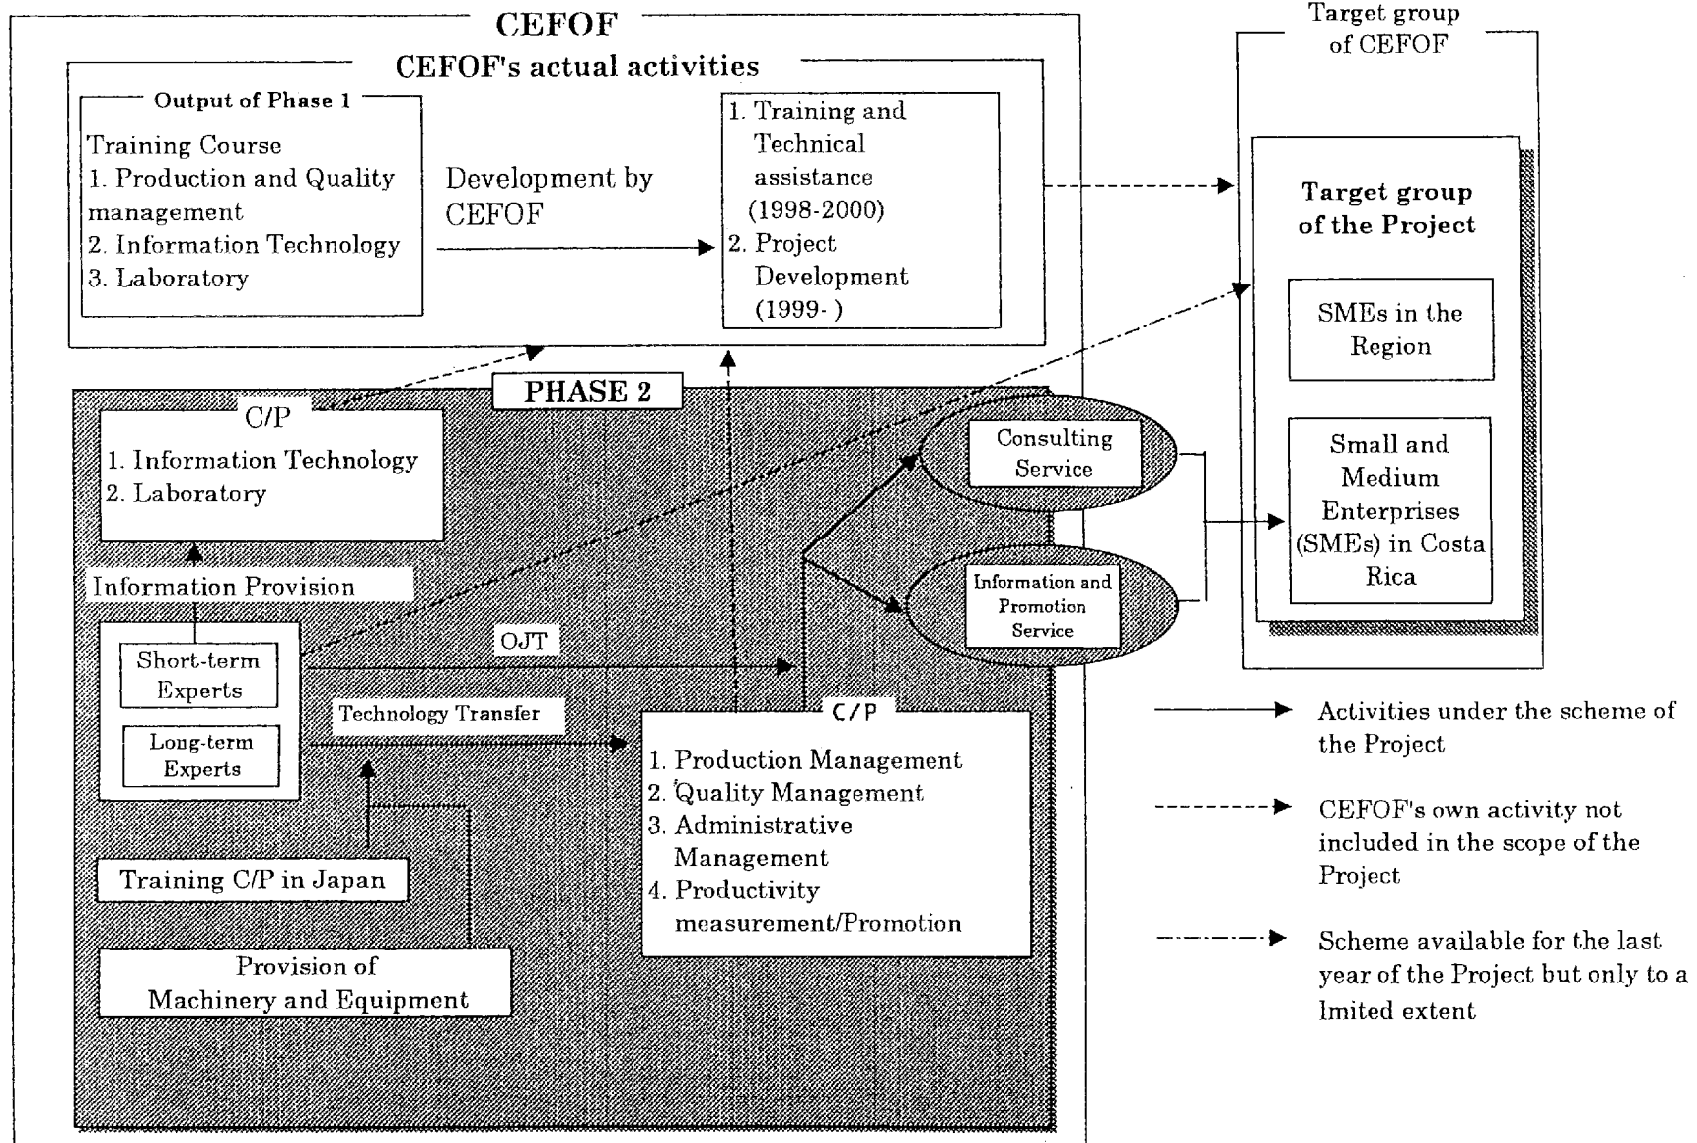 CEFOF
CEFOF's actual activities
Output of Phase 1
Training Course
1. Production and Quality
management
2. Information Technology
3. Laboratory
Development by
CEFOF
1. Training and
Technical
assistance
(1998-2000)
2. Project
Development
(1999- )
Target group
of CEFOF
Target group
of the Project
SMEs in the
Region
Small and
Medium
Enterprises
(SMEs) in Costa
Rica
PHASE 2
C/P
1. Information Technology
2. Laboratory
Information Provision
Short-term
Experts
Long-term
Experts
OJT
Technology Transfer
Training C/P in Japan
Provision of
Machinery and Equipment
C/P
1. Production Management
2. Quality Management
3. Administrative
Management
4. Productivity
measurement/Promotion
Consulting
Service
Information and
Promotion
Service
Activities under the scheme of
the Project
CEFOF's own activity not
included in the scope of the
Project
Scheme available for the last
year of the Project but only to a
lmited extent